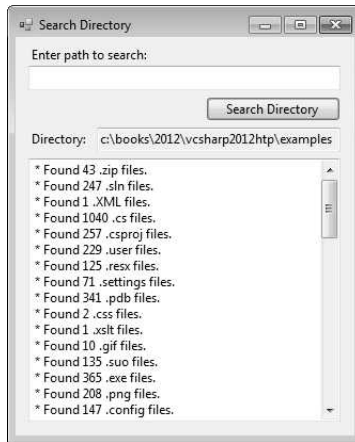 Search Directory
Enter path to search:
Search Directory
Directory: c:\books\2012\vcsharp2012htp\examples
* Found 43 .zip files.
* Found 247 .sln files.
* Found 1 .XML files.
* Found 1040 .cs files.
* Found 257 .csproj files.
* Found 229 .user files.
* Found 125 .resx files.
* Found 71 .settings files.
* Found 341 .pdb files.
* Found 2 .css files.
* Found 1 .xslt files.
* Found 10 .gif files.
* Found 135 .suo files.
* Found 365 .exe files.
* Found 208 .png files.
* Found 147 .config files.